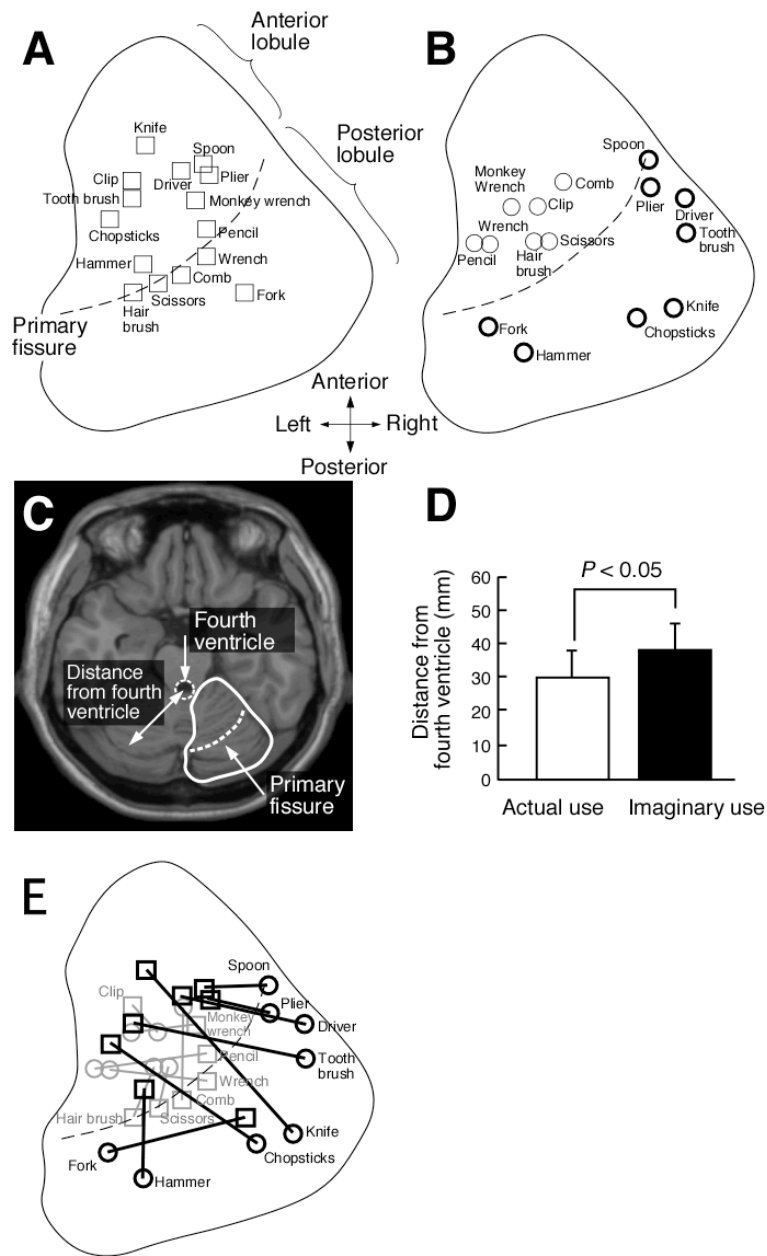 A
Anterior
lobule
Posterior
lobule
Knife
Spoon
Clip
Driver
Plier
Tooth brush
Monkey wrench
Chopsticks
Pencil
Hammer
Wrench
Comb
Scissors
Fork
Hair
brush
Primary
fissure
B
Spoon
Monkey
Wrench
Comb
Plier
Clip
Driver
Wrench
Tooth
brush
Pencil
Hair
brush
Scissors
Knife
Chopsticks
Fork
Hammer
Anterior
Left
Right
Posterior
C
Fourth
ventricle
Distance
from fourth
ventricle
Primary
fissure
D
P < 0.05
Distance from
fourth ventricle (mm)
60
50
40
30
20
10
0
Actual use
Imaginary use
E
Spoon
Clip
Plier
Monkey
wrench
Driver
Pencil
Tooth
brush
Wrench
Comb
Hair brush
Scissors
Knife
Chopsticks
Fork
Hammer